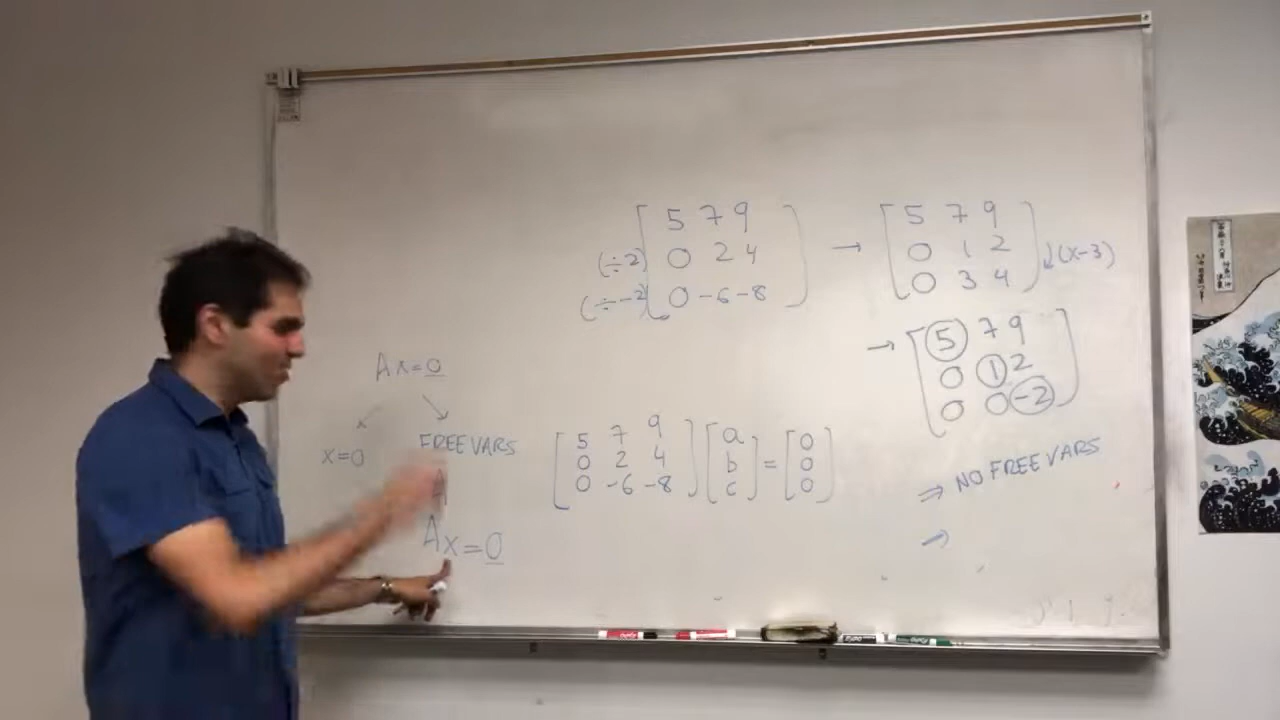 [5 7 9]
(÷2) [0 2 4]
(÷-2) [0 -6 -8]
→ [5 7 9]
[0 1 2] ↓(x-3)
[0 3 4]
→ [5 7 9]
[0 1 2]
[0 0 -2]
Ax=0
x=0
FREE VARS
Ax=0
[5 7 9] [a] = [0]
[0 2 4] [b] = [0]
[0 -6 -8] [c] = [0]
⇒ NO FREE VARS
⇒